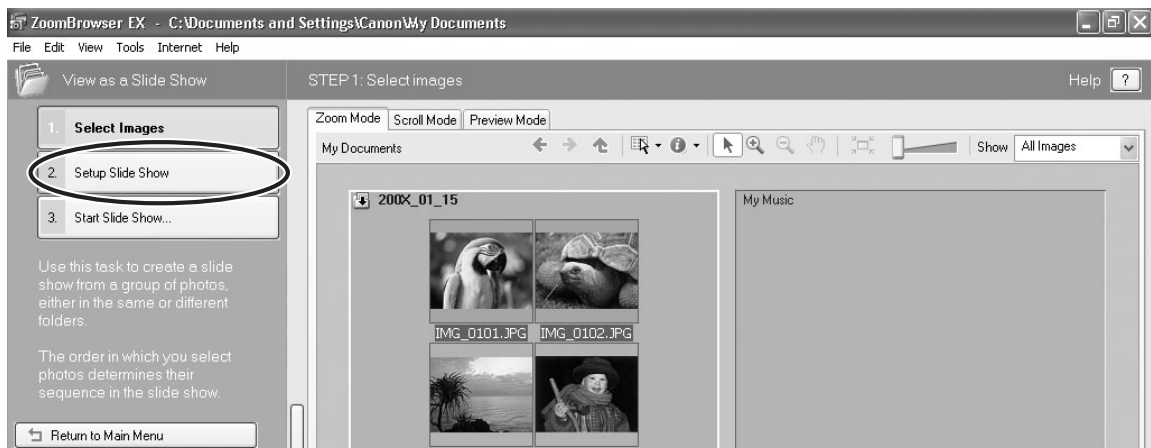 ZoomBrowser EX - C:\Documents and Settings\Canon\My Documents
File Edit View Tools Internet Help
View as a Slide Show
STEP 1: Select images
Help ?
1. Select Images
2. Setup Slide Show
3. Start Slide Show...
Use this task to create a slide
show from a group of photos,
either in the same or different
folders.
The order in which you select
photos determines their
sequence in the slide show.
Return to Main Menu
Zoom Mode Scroll Mode Preview Mode
My Documents
Show All Images
200X_01_15
IMG_0101.JPG IMG_0102.JPG
My Music